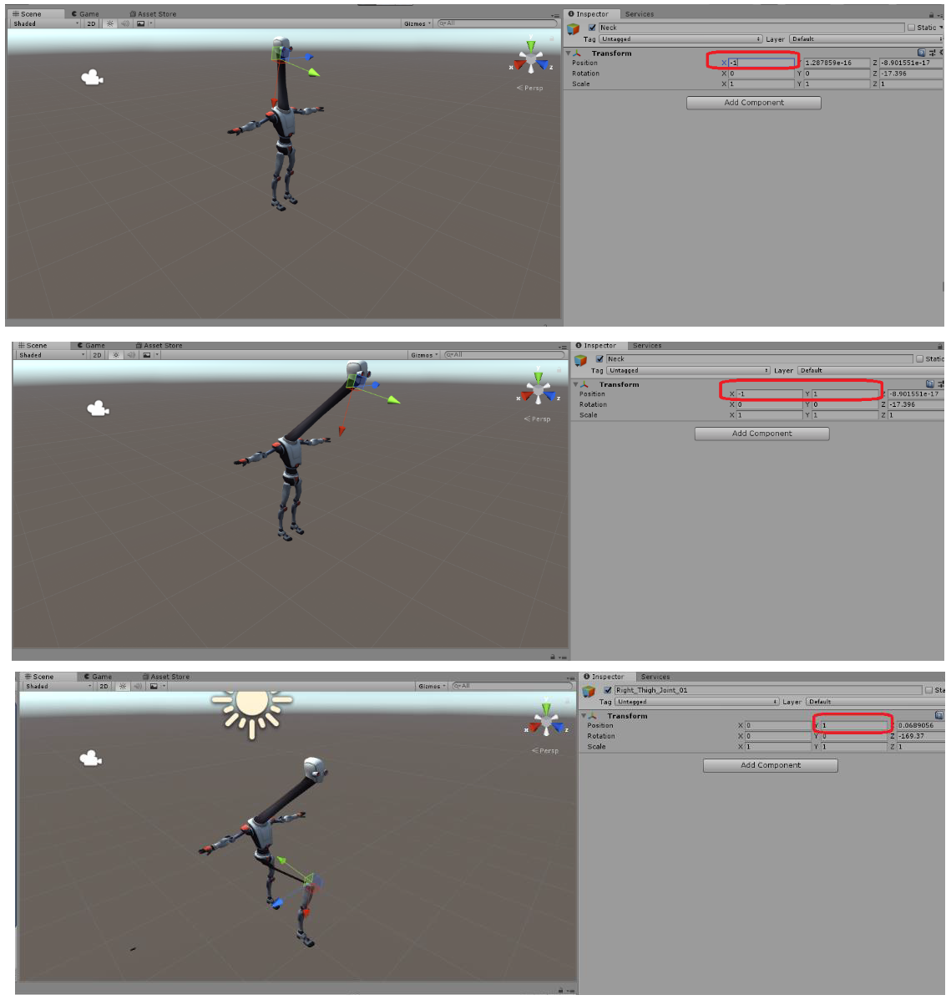 Scene Game Asset Store
Shaded 2D Gizmos All
y x z
Persp
Inspector Services
Neck Static
Tag Untagged Layer Default
Transform
Position X -1 1.287859e-16 Z -8.901551e-17
Rotation X 0 Y 0 Z -17.396
Scale X 1 Y 1 Z 1
Add Component
Scene Game Asset Store
Shaded 2D Gizmos All
y x z
Persp
Inspector Services
Neck Static
Tag Untagged Layer Default
Transform
Position X -1 Y 1 Z -8.901551e-17
Rotation X 0 Y 0 Z -17.396
Scale X 1 Y 1 Z 1
Add Component
Scene Game Asset Store
Shaded 2D Gizmos All
y x z
Persp
Inspector Services
Right_Thigh_Joint_01 Sta
Tag Untagged Layer Default
Transform
Position X 0 Y 1 0.0689056
Rotation X 0 Y 0 Z -169.37
Scale X 1 Y 1 Z 1
Add Component